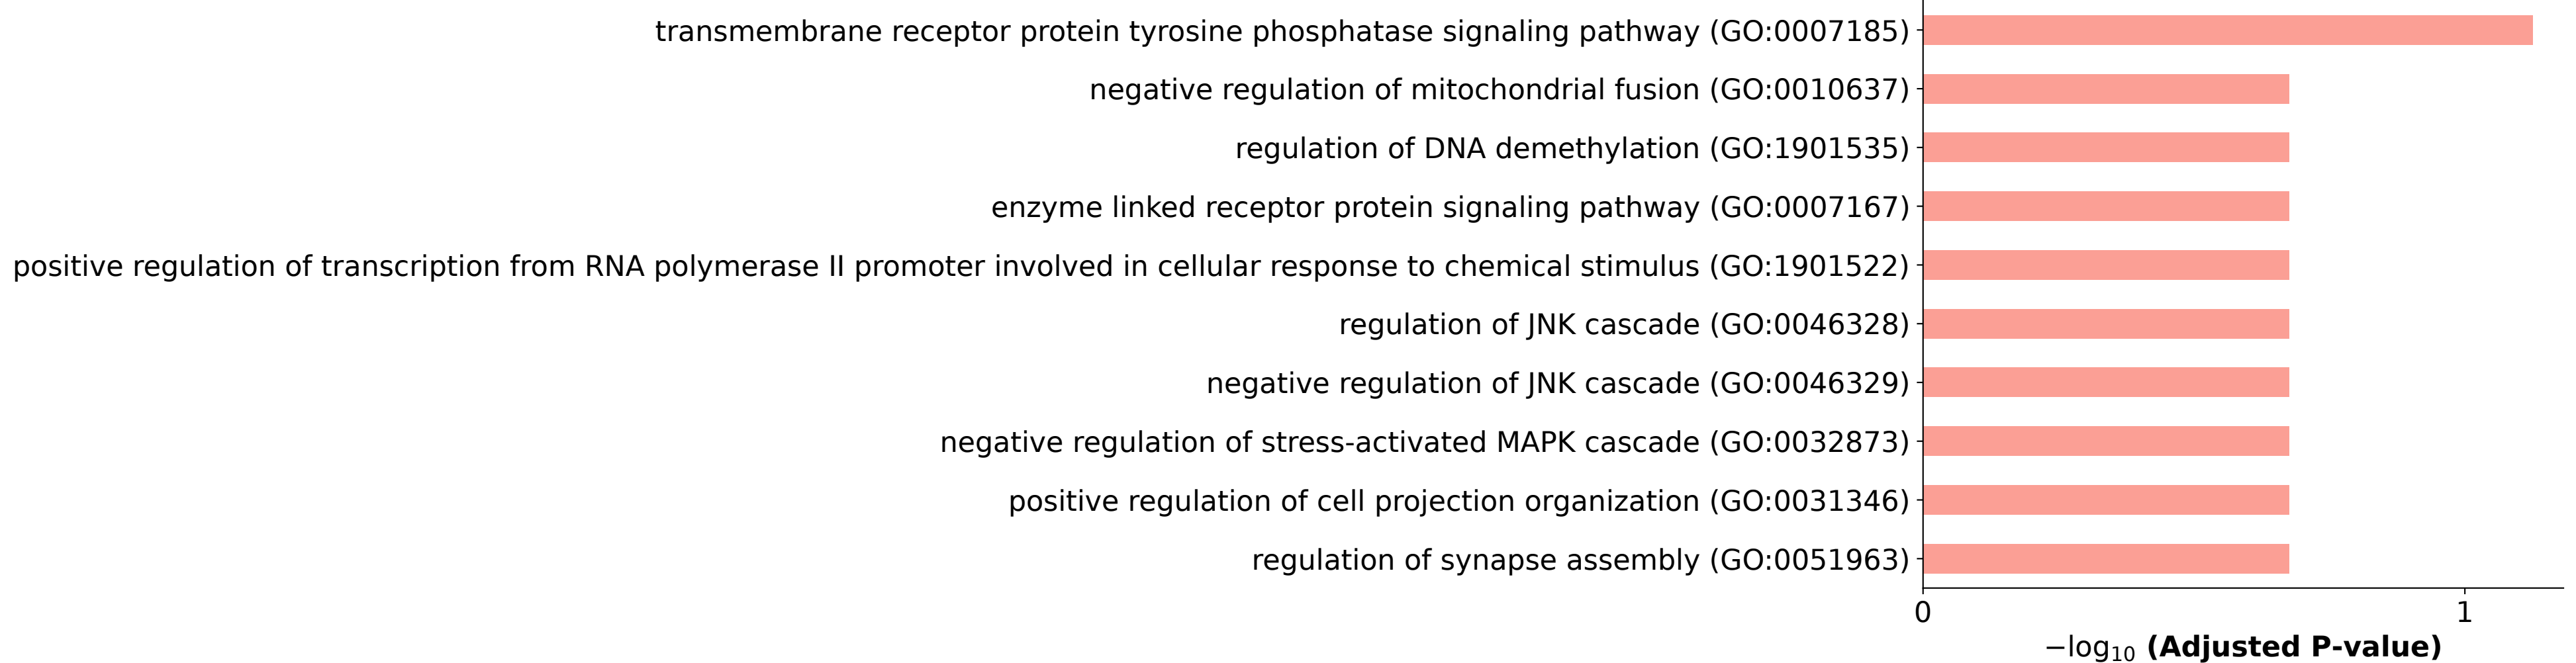 transmembrane receptor protein tyrosine phosphatase signaling pathway (GO:0007185)
negative regulation of mitochondrial fusion (GO:0010637)
regulation of DNA demethylation (GO:1901535)
enzyme linked receptor protein signaling pathway (GO:0007167)
positive regulation of transcription from RNA polymerase II promoter involved in cellular response to chemical stimulus (GO:1901522)
regulation of JNK cascade (GO:0046328)
negative regulation of JNK cascade (GO:0046329)
negative regulation of stress-activated MAPK cascade (GO:0032873)
positive regulation of cell projection organization (GO:0031346)
regulation of synapse assembly (GO:0051963)
0 1
−log₁₀ (Adjusted P-value)